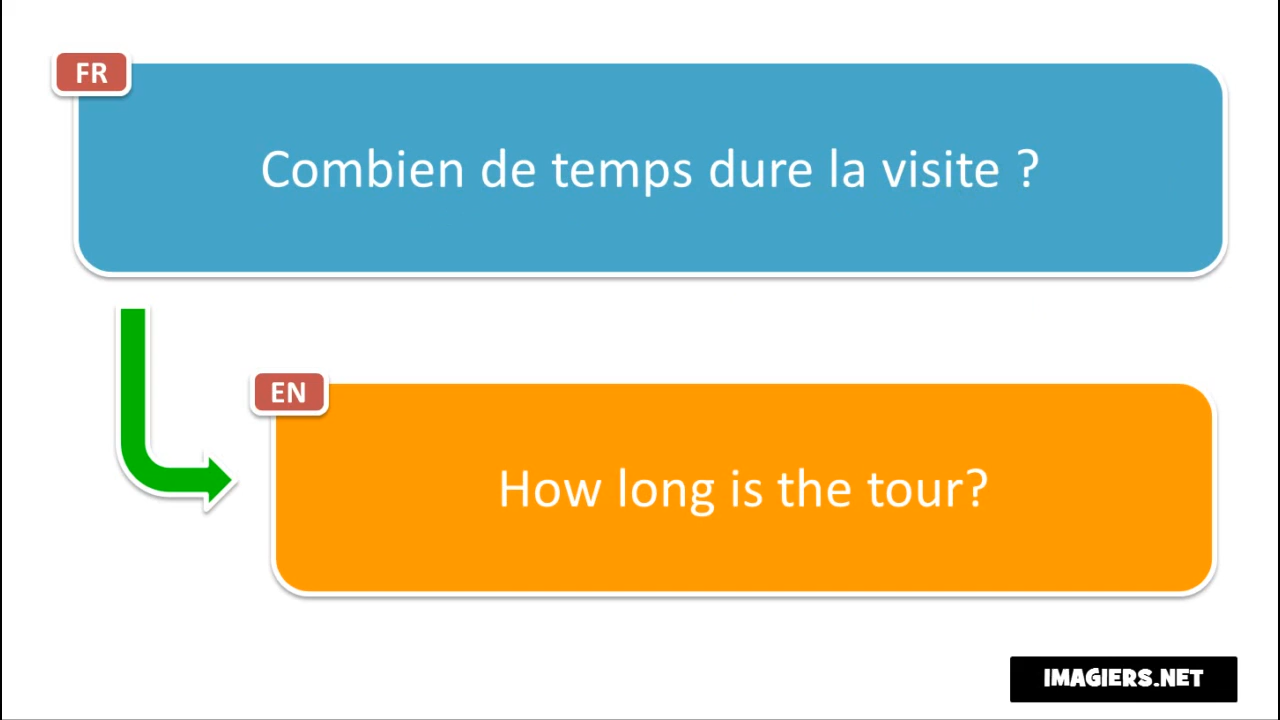 FR
Combien de temps dure la visite ?
EN
How long is the tour?
IMAGIERS.NET